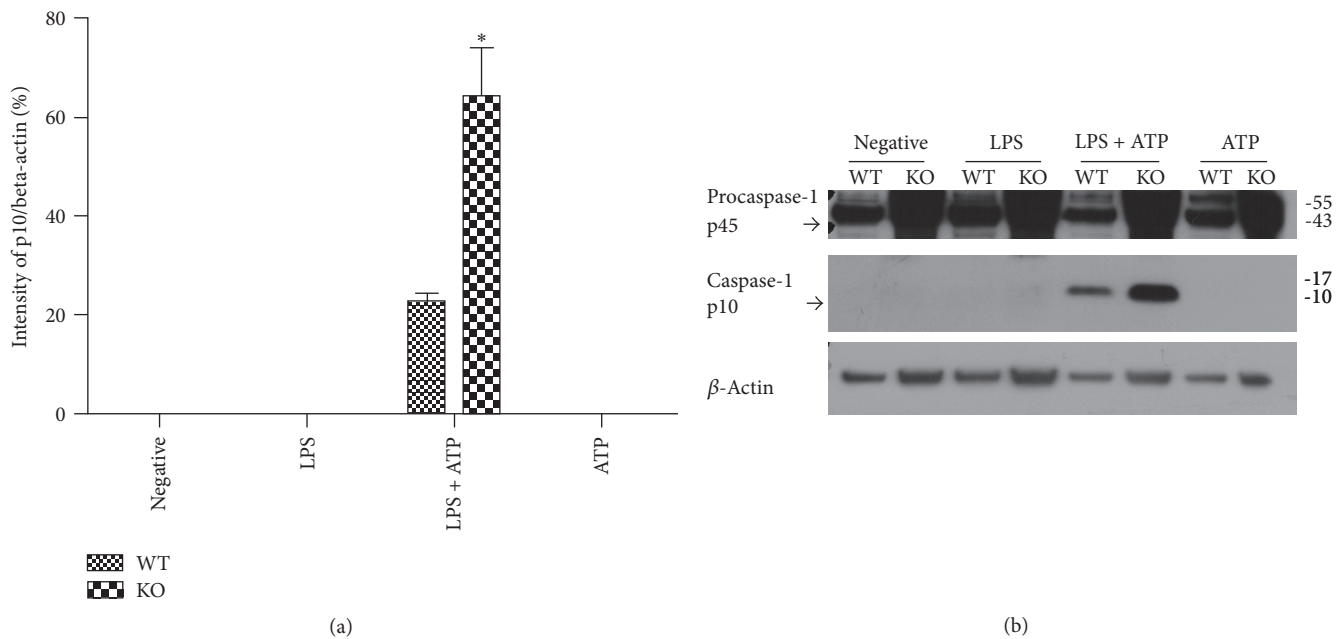 80
60
40
20
0
Intensity of p10/beta-actin (%)
*
Negative
LPS
LPS + ATP
ATP
WT
KO
(a)
Negative LPS LPS + ATP ATP
WT KO WT KO WT KO WT KO
Procaspase-1
p45 →
-55
-43
Caspase-1
p10 →
-17
-10
β-Actin
(b)